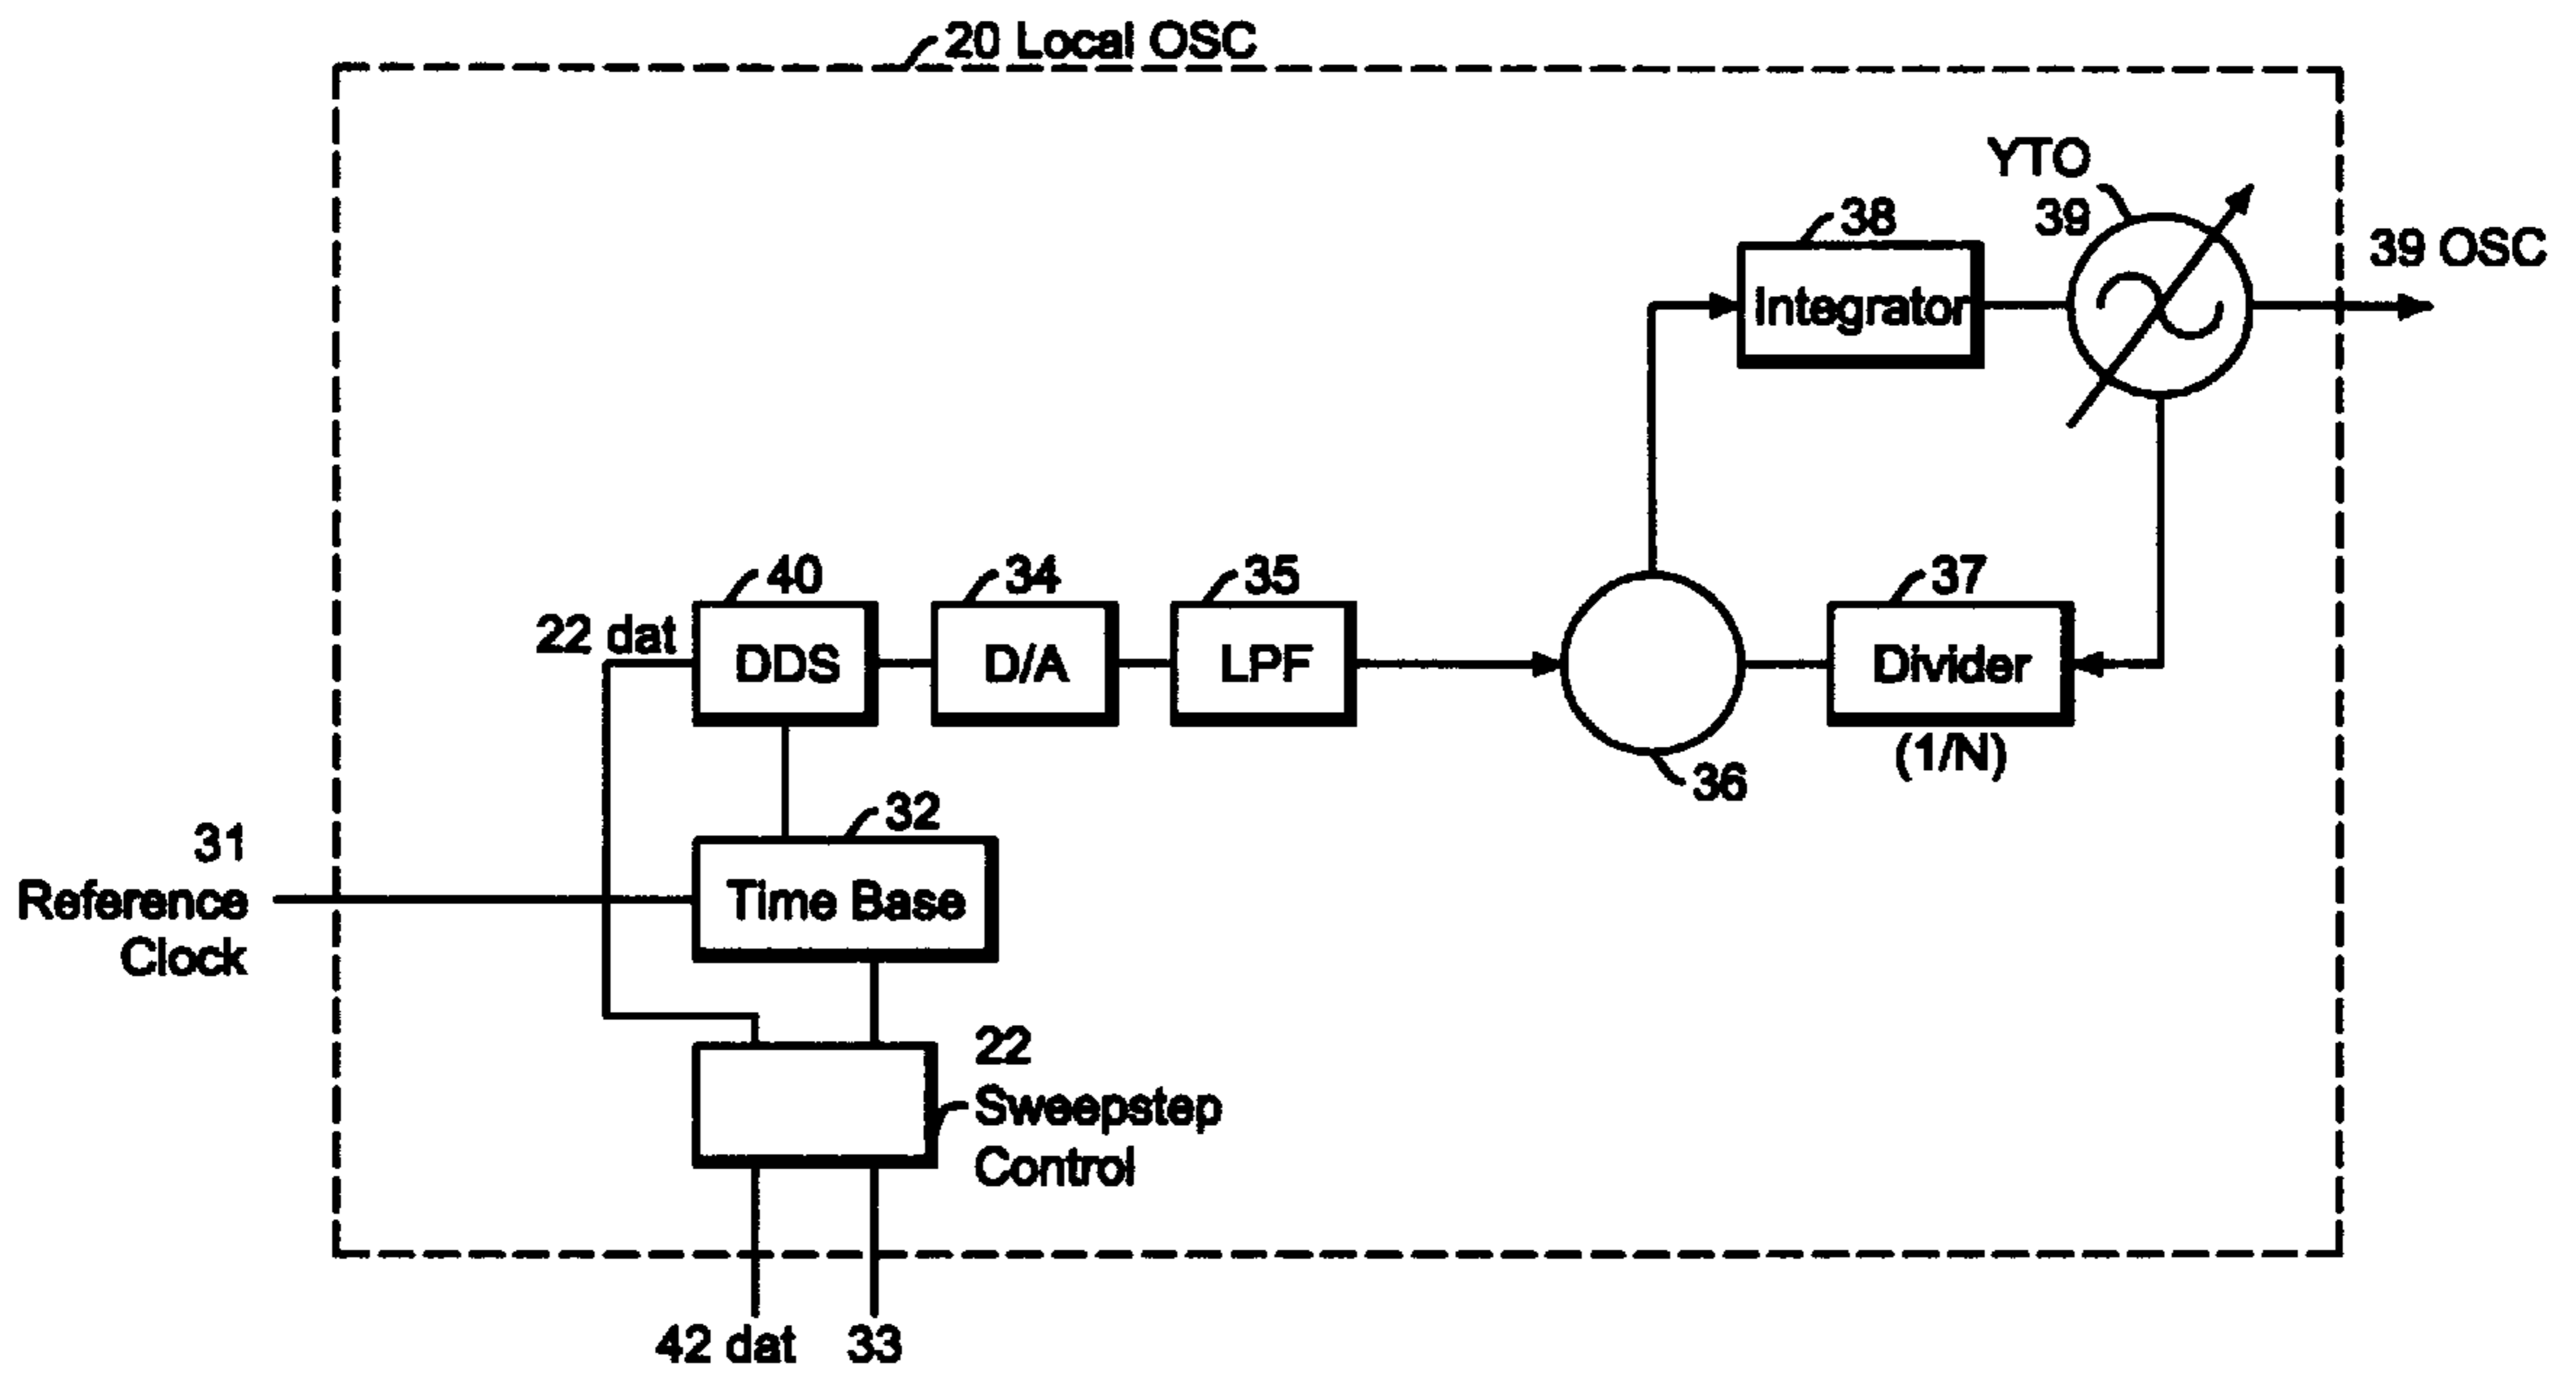 20 Local OSC
YTO
39
38
39 OSC
Integrator
40
34
35
37
22 dat
DDS
D/A
LPF
Divider
(1/N)
36
32
31
Reference
Clock
Time Base
22
Sweepstep
Control
42 dat
33